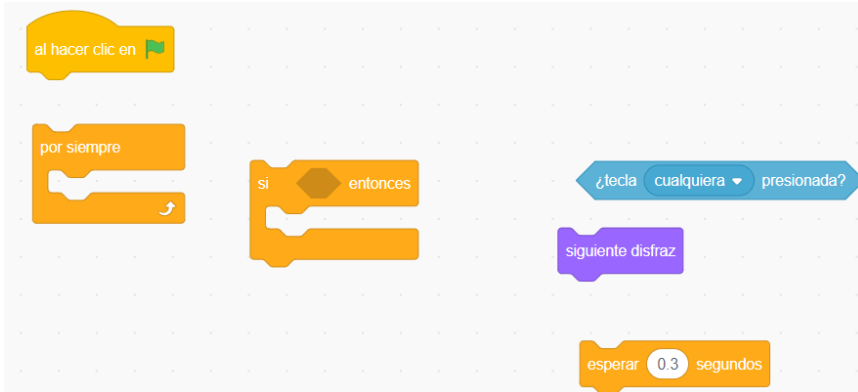 al hacer clic en
por siempre
si entonces
¿tecla cualquiera presionada?
siguiente disfraz
esperar 0.3 segundos